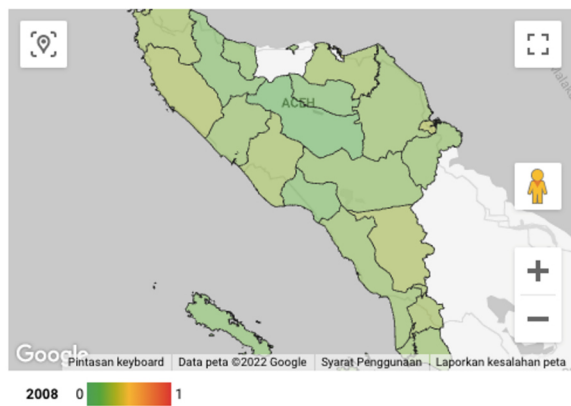 ACEH
Google
Pintasan keyboard
Data peta ©2022 Google
Syarat Penggunaan
Laporkan kesalahan peta
2008 0 1